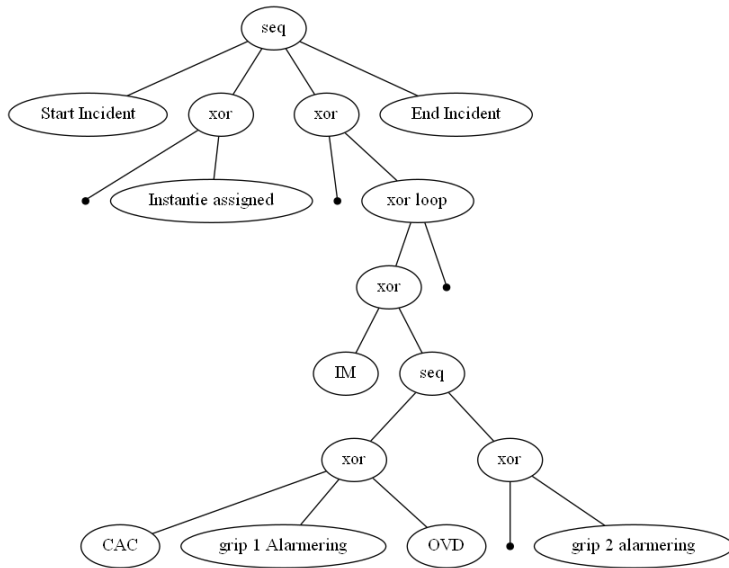 seq
Start Incident
xor
xor
End Incident
Instantie assigned
xor loop
xor
IM
seq
xor
xor
CAC
grip 1 Alarmering
OVD
grip 2 alarmering